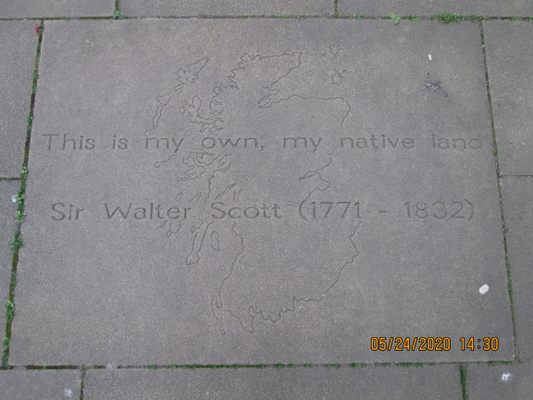 This is my own, my native land
Sir Walter Scott (1771 - 1832)
05/24/2020 14:30